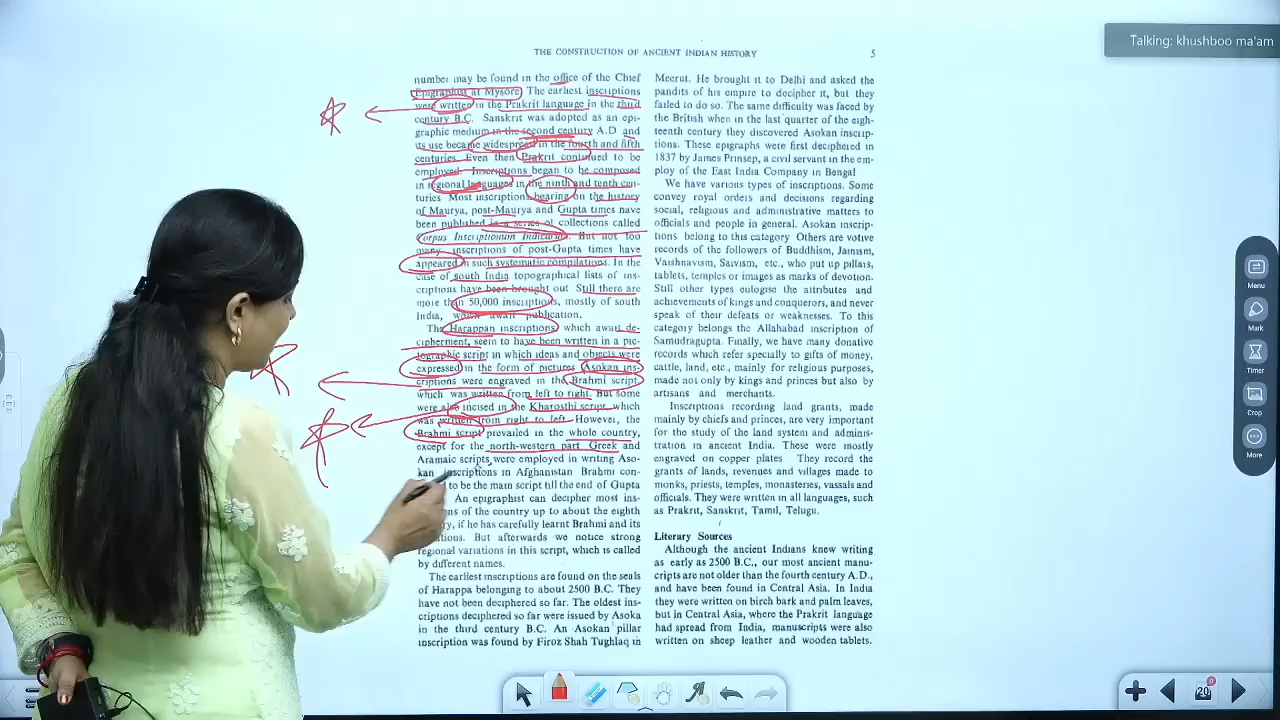 Talking: khushboo ma'am
THE CONSTRUCTION OF ANCIENT INDIAN HISTORY 5
number may be found in the office of the Chief
Epigraphist at Mysore The earliest inscriptions
were written in the Prakrit language in the third
century B.C. Sanskrit was adopted as an epi-
graphic medium in the second century A.D and
its use became widespread in the fourth and fifth
centuries. Even then Prakrit continued to be
employed. Inscriptions began to be composed
in regional languages in the ninth and tenth cen-
turies Most inscriptions bearing on the history
of Maurya, post-Maurya and Gupta times have
been published in a series of collections called
Corpus Inscriptionum Indicarum. But not too
many inscriptions of post-Gupta times have
appeared in such systematic compilations. In the
case of south India topographical lists of ins-
criptions have been brought out Still there are
more than 50,000 inscriptions, mostly of south
India, which await publication.
The Harappan inscriptions, which await de-
cipherment, seem to have been written in a pic-
tographic script in which ideas and objects were
expressed in the form of pictures Asokan ins-
criptions were engraved in the Brahmi script
which was written from left to right. But some
were also incised in the Kharosthi script, which
was written from right to left However, the
Brahmi script prevailed in the whole country,
except for the north-western part Greek and
Aramaic scripts were employed in writing Aso-
kan inscriptions in Afghanistan Brahmi con-
to be the main script till the end of Gupta
An epigraphist can decipher most ins-
of the country up to about the eighth
if he has carefully learnt Brahmi and its
But afterwards we notice strong
regional variations in this script, which is called
by different names.
The earliest inscriptions are found on the seals
of Harappa belonging to about 2500 B.C. They
have not been deciphered so far. The oldest ins-
criptions deciphered so far were issued by Asoka
in the third century B.C. An Asokan pillar
inscription was found by Firoz Shah Tughlaq in
Meerut. He brought it to Delhi and asked the
pandits of his empire to decipher it, but they
failed to do so. The same difficulty was faced by
the British when in the last quarter of the eigh-
teenth century they discovered Asokan inscrip-
tions. These epigraphs were first deciphered in
1837 by James Prinsep, a civil servant in the em-
ploy of the East India Company in Bengal
We have various types of inscriptions. Some
convey royal orders and decisions regarding
social, religious and administrative matters to
officials and people in general. Asokan inscrip-
tions belong to this category Others are votive
records of the followers of Buddhism, Jainism,
Vaishnavism, Saivism, etc., who put up pillars,
tablets, temples or images as marks of devotion.
Still other types eulogise the attributes and
achievements of kings and conquerors, and never
speak of their defeats or weaknesses. To this
category belongs the Allahabad inscription of
Samudragupta. Finally, we have many donative
records which refer specially to gifts of money,
cattle, land, etc., mainly for religious purposes,
made not only by kings and princes but also by
artisans and merchants.
Inscriptions recording land grants, made
mainly by chiefs and princes, are very important
for the study of the land system and adminis-
tration in ancient India. These were mostly
engraved on copper plates They record the
grants of lands, revenues and villages made to
monks, priests, temples, monasteries, vassals and
officials. They were written in all languages, such
as Prakrit, Sanskrit, Tamil, Telugu.
Literary Sources
Although the ancient Indians knew writing
as early as 2500 B.C., our most ancient manu-
scripts are not older than the fourth century A.D.,
and have been found in Central Asia. In India
they were written on birch bark and palm leaves,
but in Central Asia, where the Prakrit language
had spread from India, manuscripts were also
written on sheep leather and wooden tablets.
Menu
Mark
Timer
Crop
More
20
0